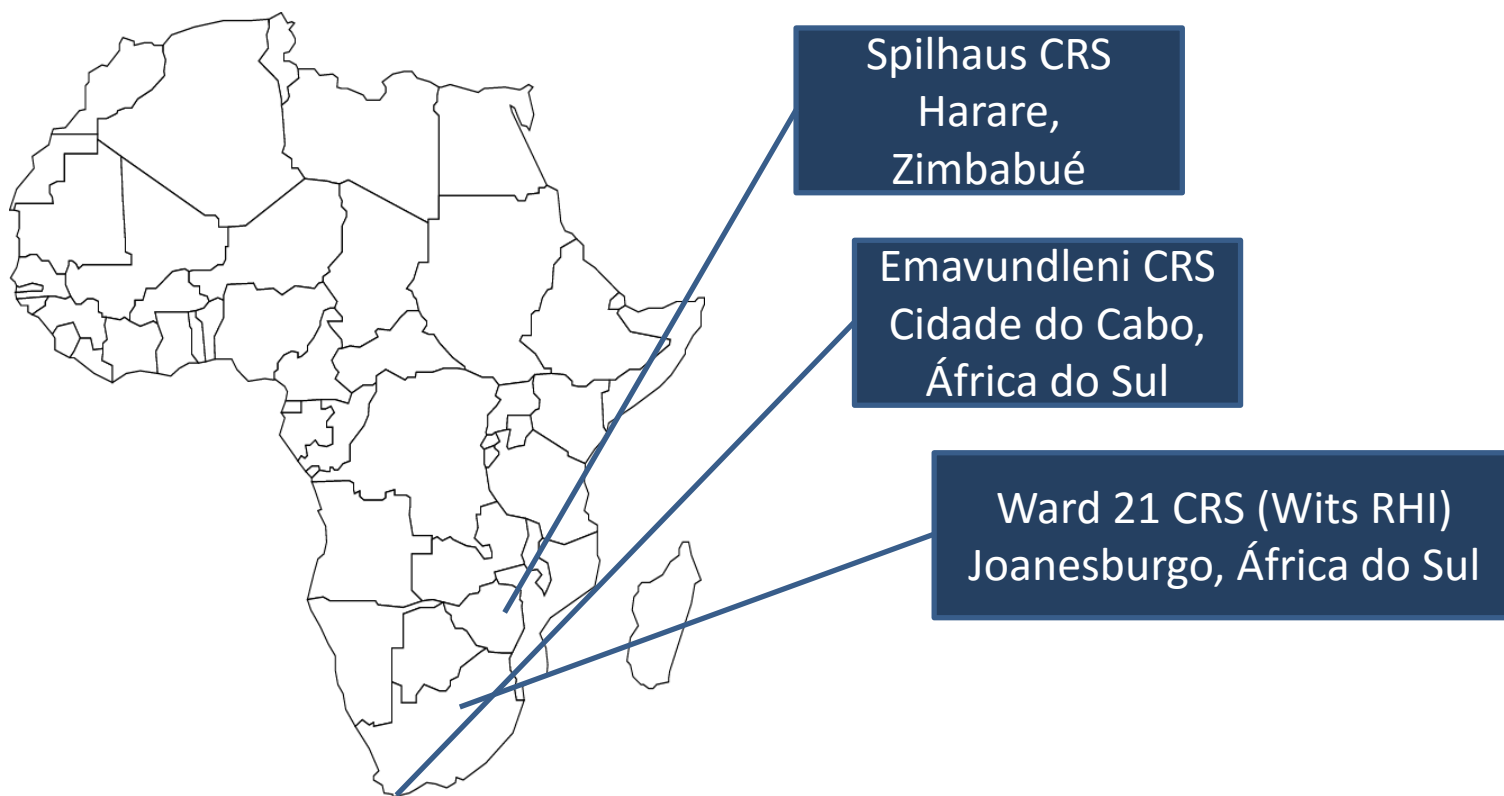 Spilhaus CRS
Harare,
Zimbabué
Emavundleni CRS
Cidade do Cabo,
África do Sul
Ward 21 CRS (Wits RHI)
Joanesburgo, África do Sul